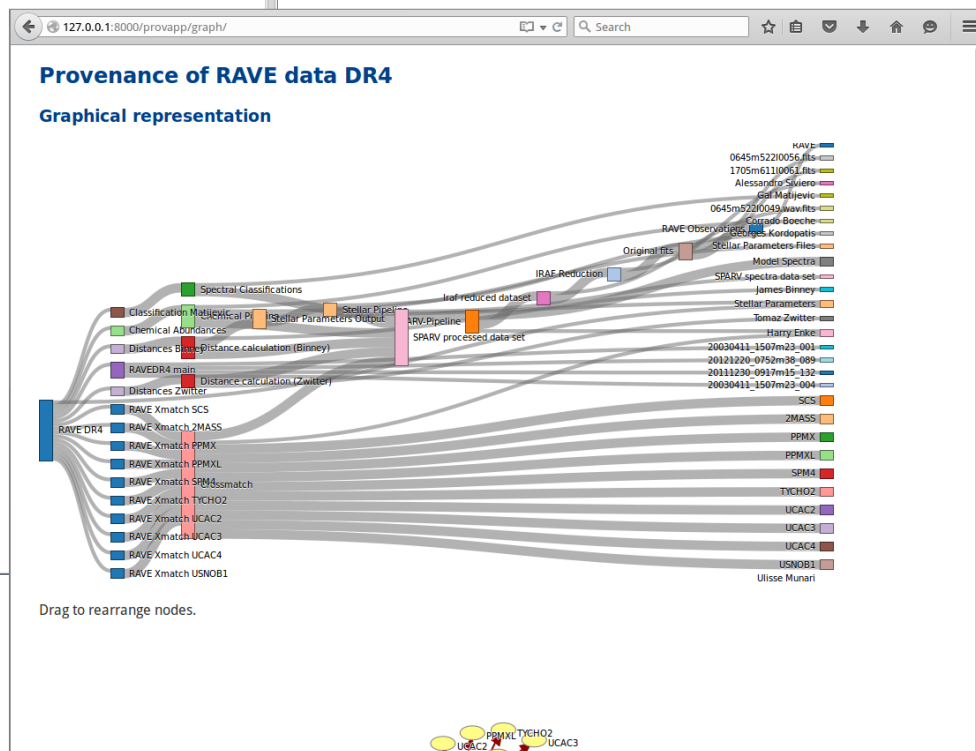 127.0.0.1:8000/provapp/graph/
Search
Provenance of RAVE data DR4
Graphical representation
RAVE
0645m522l0056.fits
1705m611l0061.fits
Alessandro Siviero
Gal Matijevic
0645m522l0049.wav.fits
Corrado Boeche
RAVE Observations
Georges Kordopatis
Stellar Parameters Files
Original fits
Model Spectra
IRAF Reduction
SPARV spectra data set
James Binney
Spectral Classifications
Iraf reduced dataset
Stellar Parameters
Classification Matijevic
Stellar Pipeline
Chemical
Stellar Parameters Output
ARV-Pipeline
Tomaz Zwitter
Chemical Abundances
Harry Enke
SPARV processed data set
Distances Binney
Distance calculation (Binney)
20030411_1507m23_001
20121220_0752m38_089
RAVEDR4 main
20111230_0917m15_132
Distance calculation (Zwitter)
20030411_1507m23_004
Distances Zwitter
SCS
RAVE Xmatch SCS
2MASS
RAVE DR4
RAVE Xmatch 2MASS
PPMX
RAVE Xmatch PPMX
PPMXL
RAVE Xmatch PPMXL
SPM4
RAVE Xmatch SPM4
Crossmatch
TYCHO2
RAVE Xmatch TYCHO2
UCAC2
RAVE Xmatch UCAC2
UCAC3
RAVE Xmatch UCAC3
UCAC4
RAVE Xmatch UCAC4
USNOB1
RAVE Xmatch USNOB1
Ulisse Munari
Drag to rearrange nodes.
PPMXL
TYCHO2
UCAC2
UCAC3